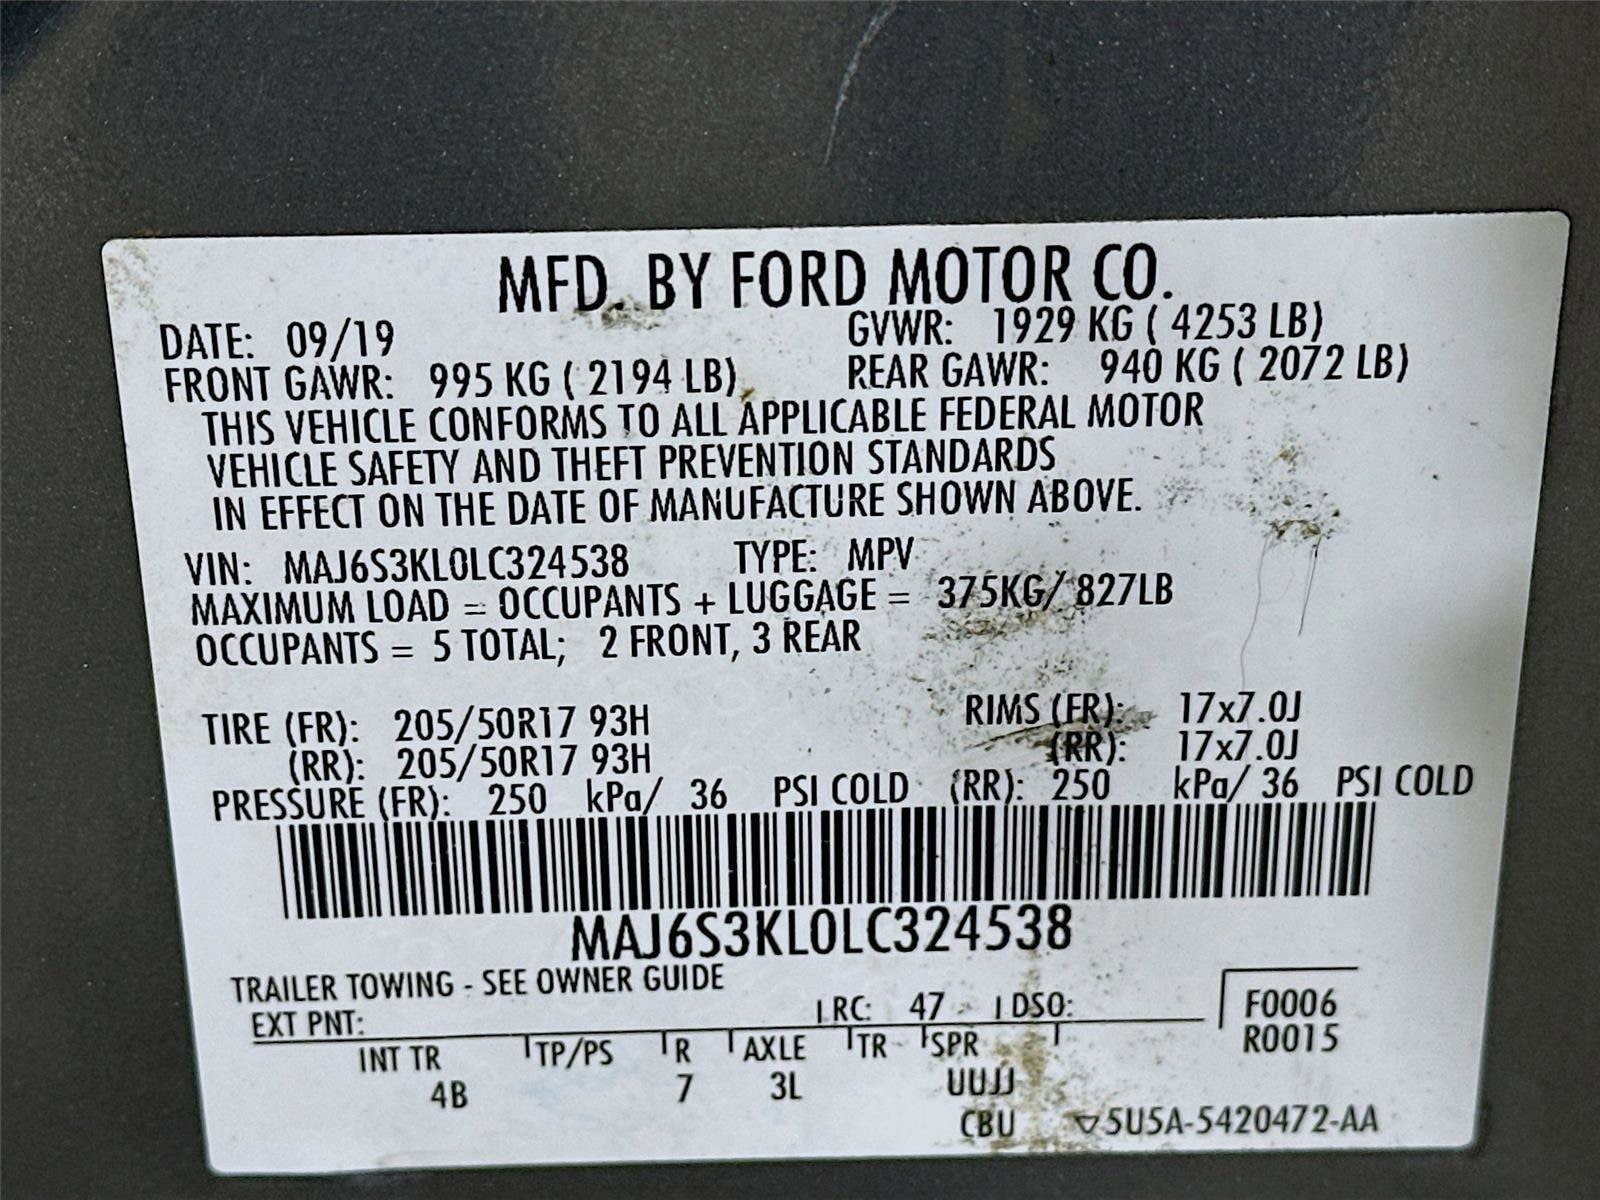 MFD. BY FORD MOTOR CO.
DATE: 09/19 GVWR: 1929 KG ( 4253 LB)
FRONT GAWR: 995 KG ( 2194 LB) REAR GAWR: 940 KG ( 2072 LB)
THIS VEHICLE CONFORMS TO ALL APPLICABLE FEDERAL MOTOR
VEHICLE SAFETY AND THEFT PREVENTION STANDARDS
IN EFFECT ON THE DATE OF MANUFACTURE SHOWN ABOVE.
VIN: MAJ6S3KL0LC324538 TYPE: MPV
MAXIMUM LOAD = OCCUPANTS + LUGGAGE = 375KG/ 827LB
OCCUPANTS = 5 TOTAL; 2 FRONT, 3 REAR
TIRE (FR): 205/50R17 93H RIMS (FR): 17x7.0J
(RR): 205/50R17 93H (RR): 17x7.0J
PRESSURE (FR): 250 kPa/ 36 PSI COLD (RR): 250 kPa/ 36 PSI COLD
MAJ6S3KL0LC324538
TRAILER TOWING - SEE OWNER GUIDE
EXT PNT: RC: 47 DSO: F0006
INT TR TP/PS R AXLE TR SPR R0015
4B 7 3L UUJJ
CBU ▽5U5A-5420472-AA